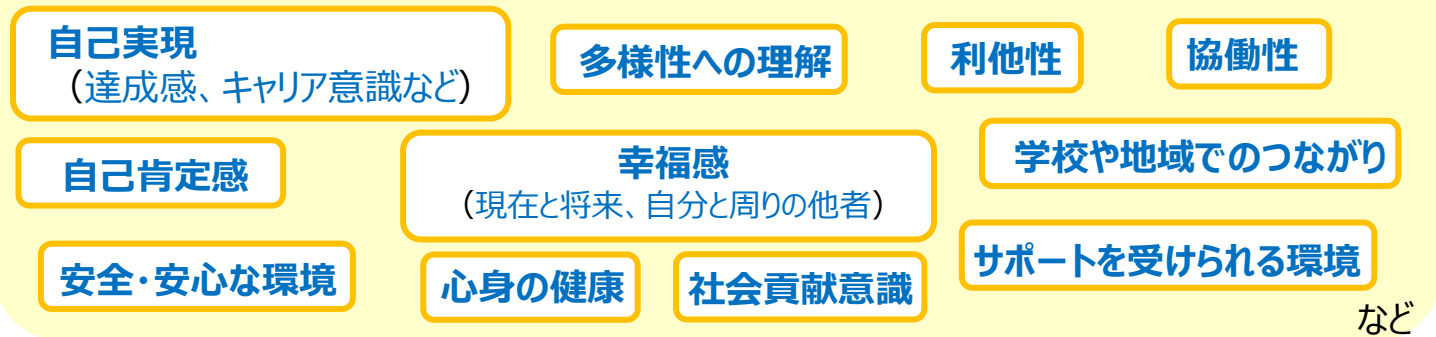 自己実現
（達成感、キャリア意識など）
多様性への理解
利他性
協働性
自己肯定感
幸福感
（現在と将来、自分と周りの他者）
学校や地域でのつながり
安全・安心な環境
心身の健康
社会貢献意識
サポートを受けられる環境
など